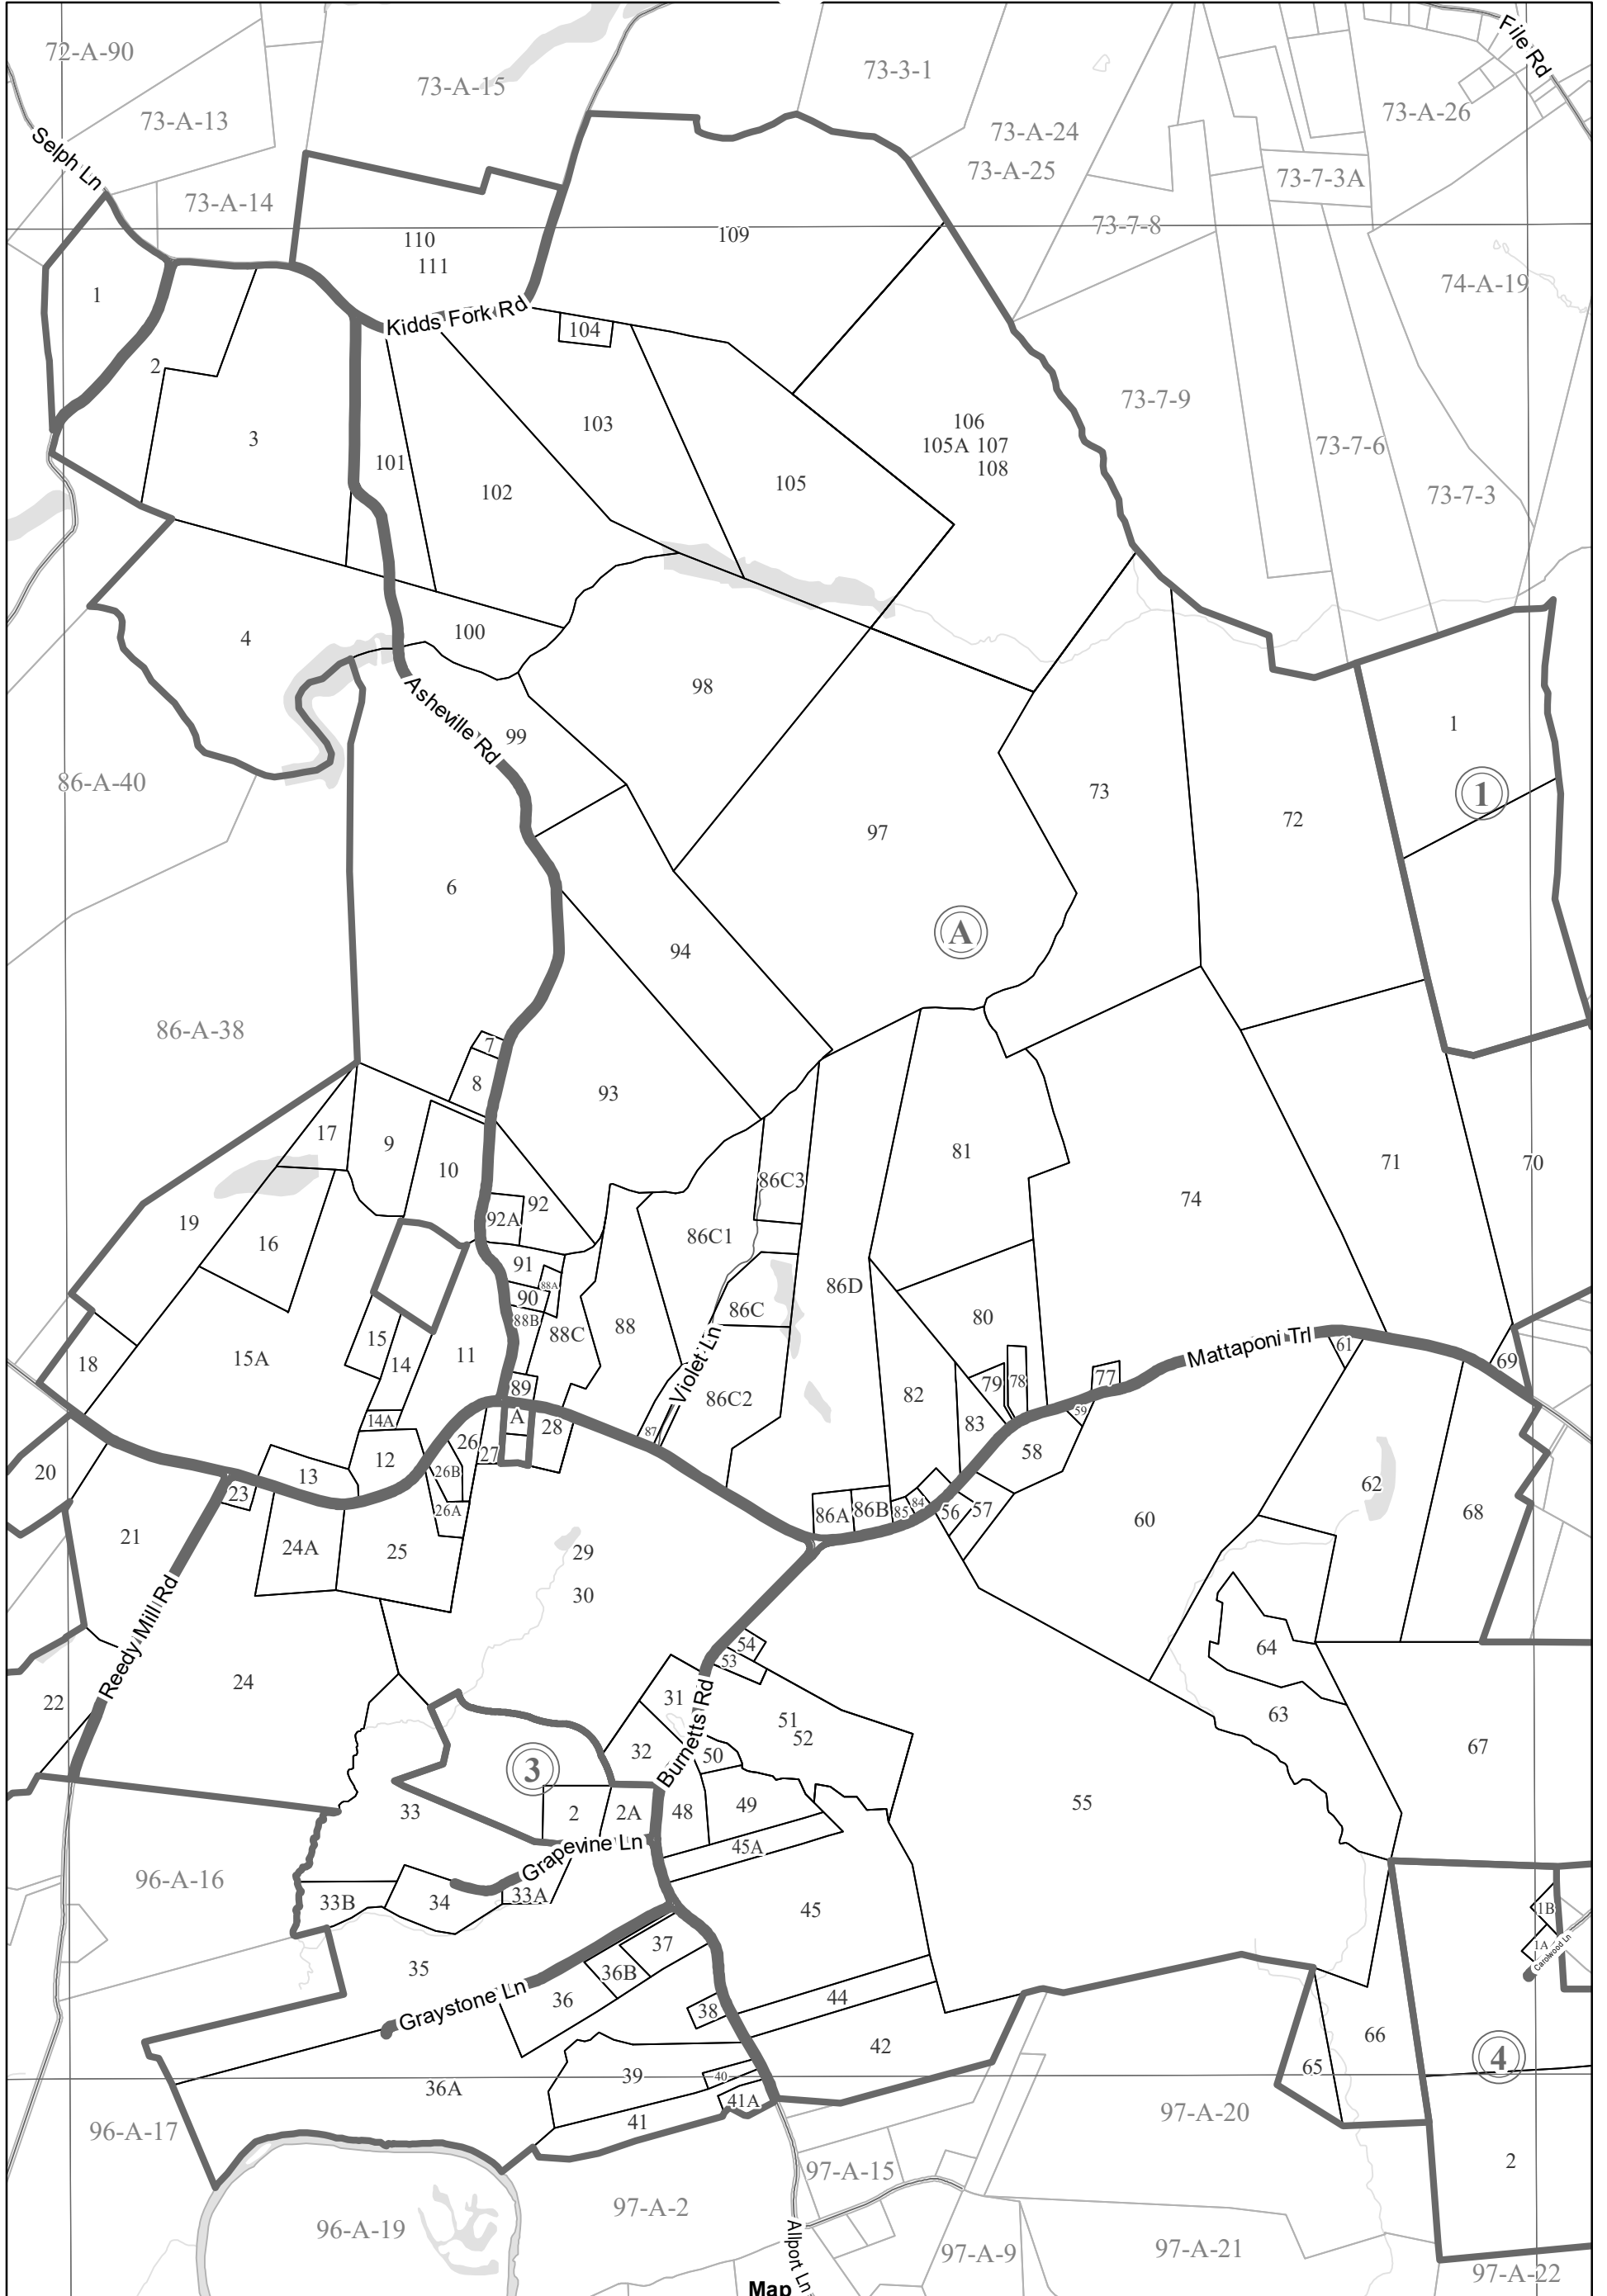 72-A-90
73-A-15
73-3-1
File Rd
73-A-13
73-A-26
73-A-24
Selph Ln
73-A-25
73-7-3A
73-A-14
73-7-8
110
109
111
74-A-19
1
Kidds Fork Rd
104
2
73-7-9
106
103
3
105A 107
73-7-6
101
108
105
102
73-7-3
100
4
98
Asheville Rd
99
1
86-A-40
73
1
72
97
6
A
94
86-A-38
7
8
93
17
9
81
71
70
10
86C3
74
92
19
92A
86C1
16
91
88A
86D
90
86C
88B
88
88C
80
Mattaponi Trl
61
15
11
15A
69
14
18
Violet Ln
77
89
79
78
82
86C2
59
14A
A
28
83
87
26
27
58
12
20
13
26B
62
23
86A
86B
85
84
56
57
68
26A
60
21
24A
25
29
30
Reedy Mill Rd
54
64
53
24
31
22
Burnetts Rd
63
51
52
32
50
67
3
55
33
2
2A
48
49
Grapevine Ln
45A
96-A-16
33B
34
33A
45
1B
37
1A
Carolwood Ln
35
36B
36
44
Graystone Ln
38
66
42
4
65
39
40
36A
41A
41
97-A-20
96-A-17
2
97-A-15
97-A-2
96-A-19
Allport Ln
97-A-9
97-A-21
97-A-22
Map